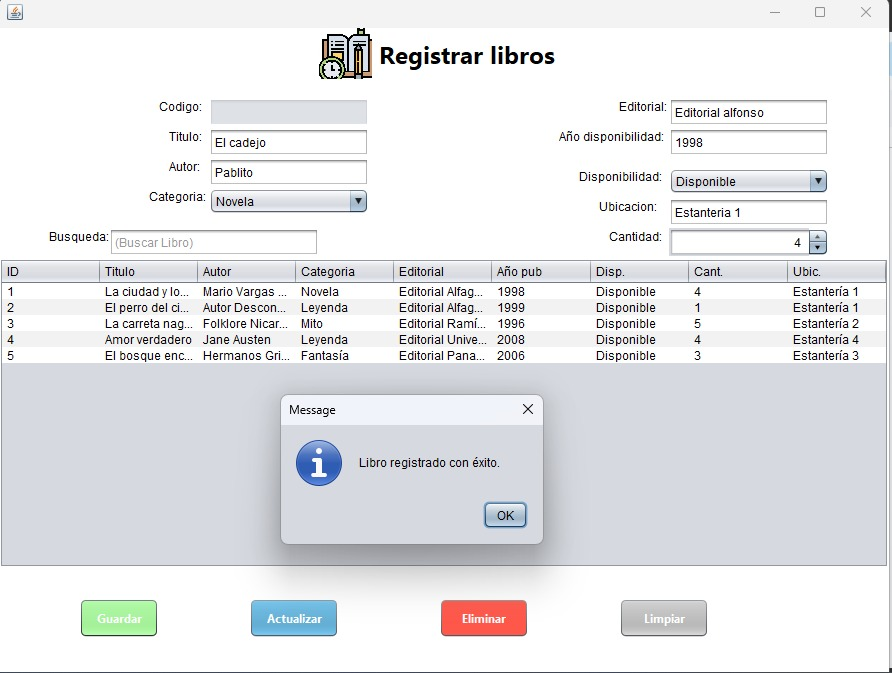 Registrar libros
Codigo:
Titulo: El cadejo
Autor: Pablito
Categoria: Novela
Busqueda: (Buscar Libro)
Editorial: Editorial alfonso
Año disponibilidad: 1998
Disponibilidad: Disponible
Ubicacion: Estanteria 1
Cantidad: 4
ID Titulo Autor Categoria Editorial Año pub Disp. Cant. Ubic.
1 La ciudad y lo... Mario Vargas ... Novela Editorial Alfag... 1998 Disponible 4 Estantería 1
2 El perro del ci... Autor Descon... Leyenda Editorial Alfag... 1999 Disponible 1 Estantería 1
3 La carreta nag... Folklore Nicar... Mito Editorial Ramí... 1996 Disponible 5 Estantería 2
4 Amor verdadero Jane Austen Leyenda Editorial Unive... 2008 Disponible 4 Estantería 4
5 El bosque enc... Hermanos Gri... Fantasía Editorial Pana... 2006 Disponible 3 Estantería 3
Message
Libro registrado con éxito.
OK
Guardar Actualizar Eliminar Limpiar